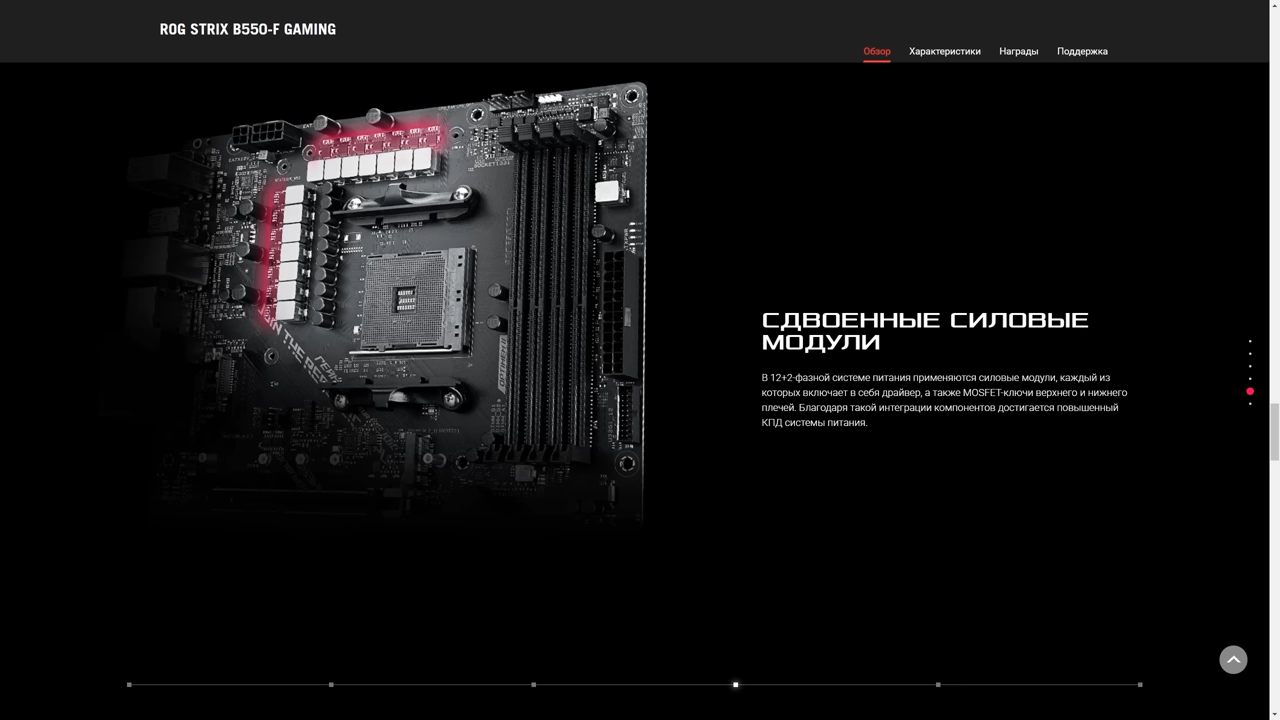 ROG STRIX B550-F GAMING
Обзор Характеристики Награды Поддержка
СДВОЕННЫЕ СИЛОВЫЕ
МОДУЛИ
В 12+2-фазной системе питания применяются силовые модули, каждый из
которых включает в себя драйвер, а также MOSFET-ключи верхнего и нижнего
плечей. Благодаря такой интеграции компонентов достигается повышенный
КПД системы питания.